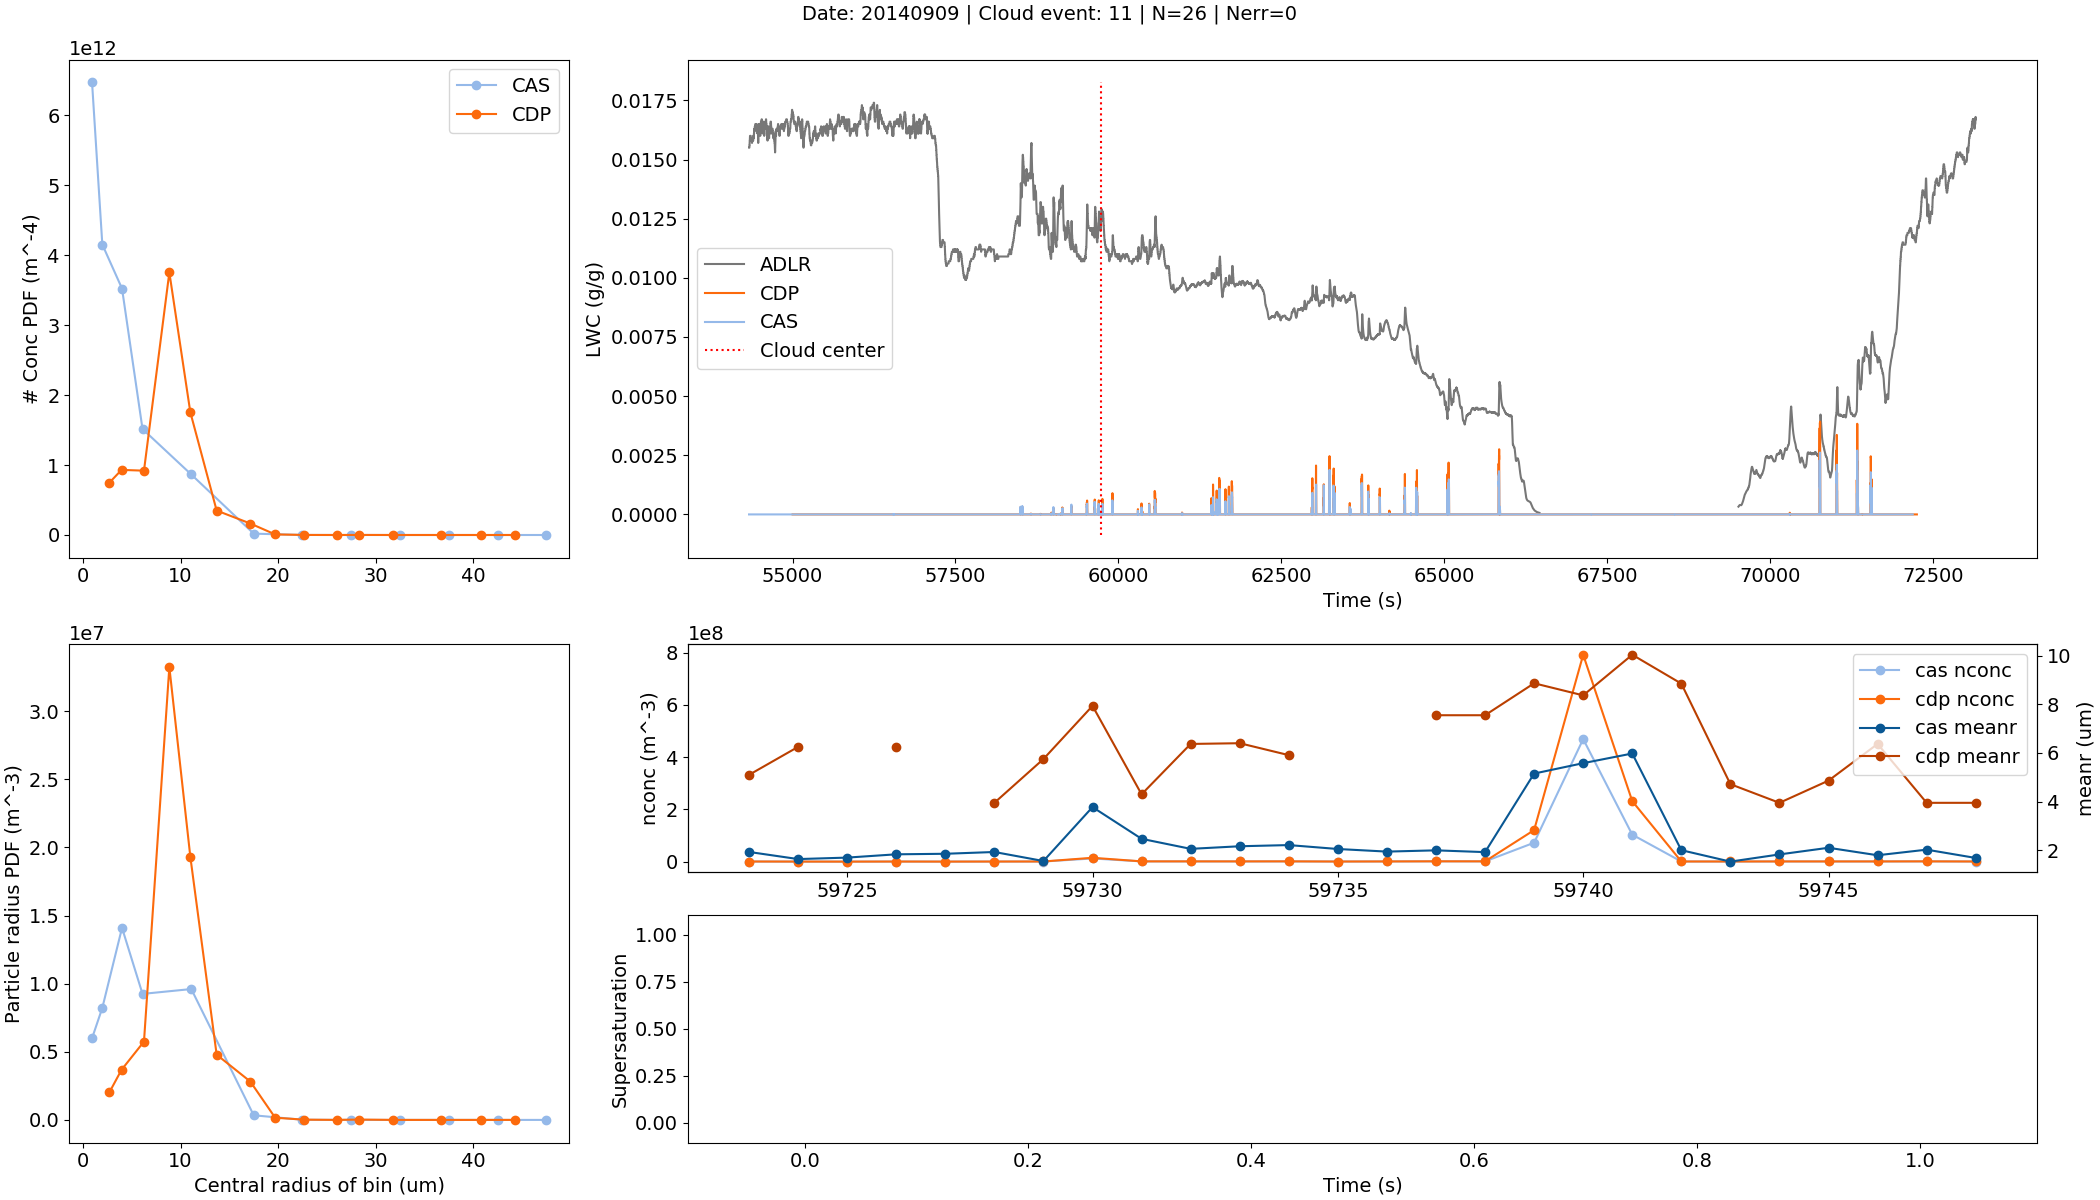 Date: 20140909 | Cloud event: 11 | N=26 | Nerr=0
1e12
# Conc PDF (m^-4)
6
5
4
3
2
1
0
0 10 20 30 40
CAS
CDP
LWC (g/g)
0.0175
0.0150
0.0125
0.0100
0.0075
0.0050
0.0025
0.0000
ADLR
CDP
CAS
Cloud center
55000 57500 60000 62500 65000 67500 70000 72500
Time (s)
1e7
Particle radius PDF (m^-3)
3.0
2.5
2.0
1.5
1.0
0.5
0.0
0 10 20 30 40
Central radius of bin (um)
1e8
nconc (m^-3)
8
6
4
2
0
59725 59730 59735 59740 59745
cas nconc
cdp nconc
cas meanr
cdp meanr
10
8
6
4
2
meanr (um)
Supersaturation
1.00
0.75
0.50
0.25
0.00
0.0 0.2 0.4 0.6 0.8 1.0
Time (s)